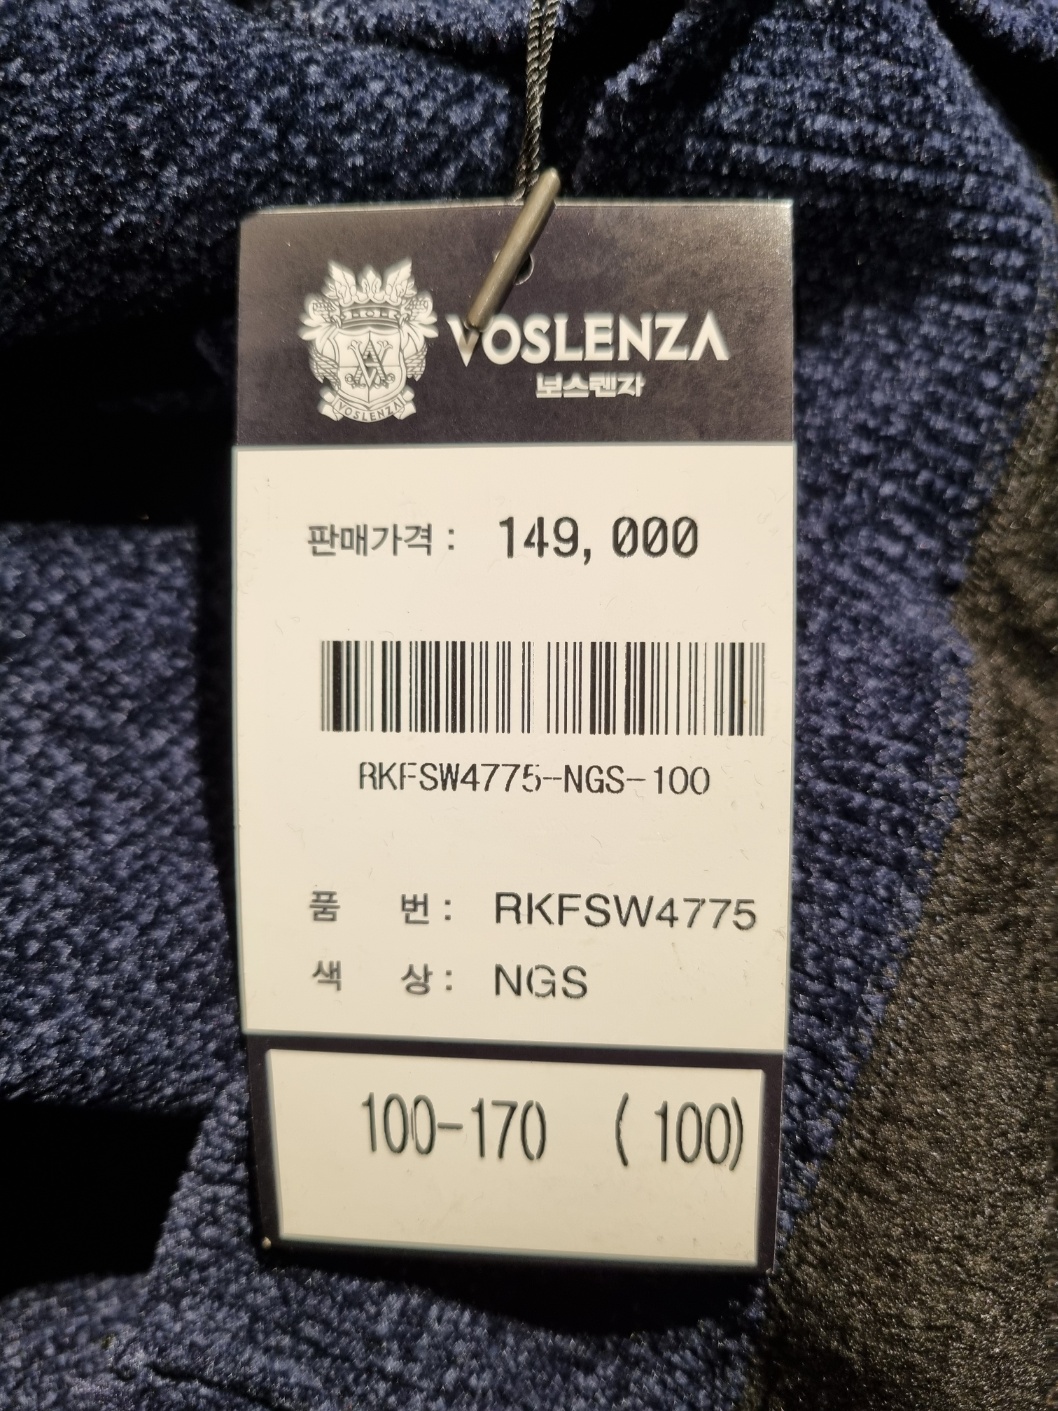 VOSLENZA
보스렌자
VOSLENZA
판매가격 : 149,000
RKFSW4775-NGS-100
품 번 : RKFSW4775
색 상 : NGS
100-170 ( 100)